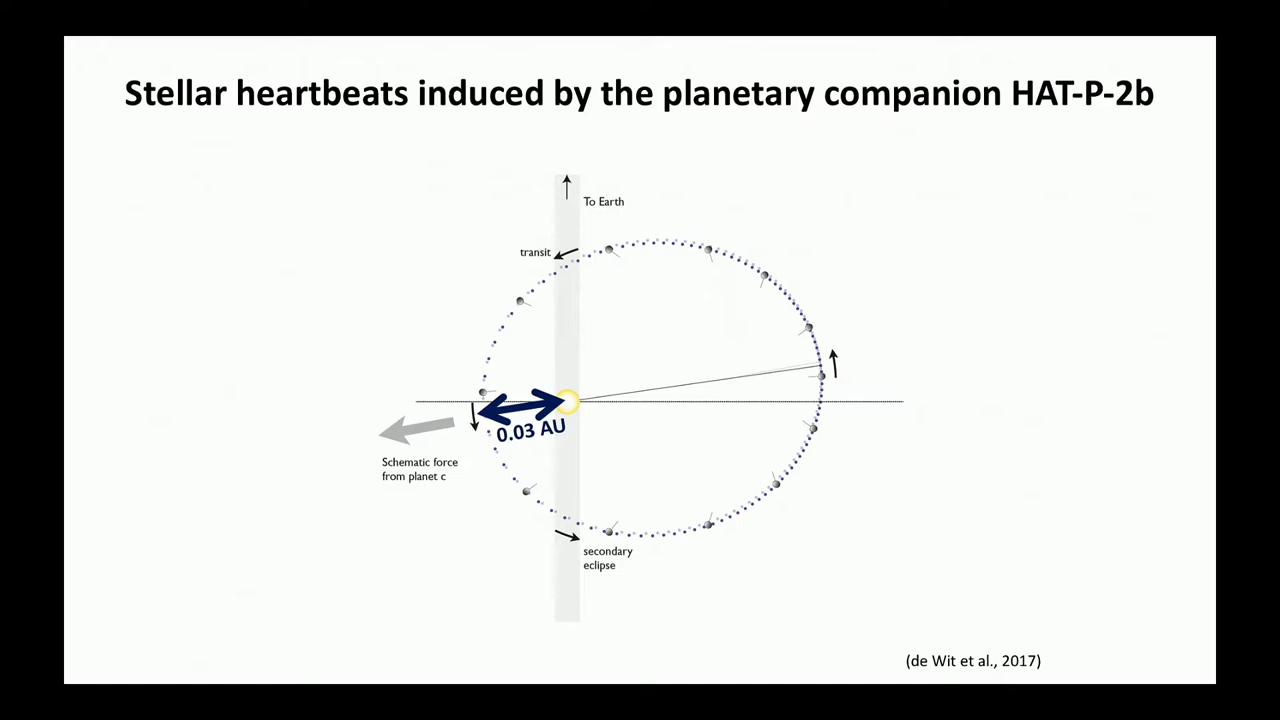 Stellar heartbeats induced by the planetary companion HAT-P-2b
To Earth
transit
0.03 AU
Schematic force
from planet c
secondary
eclipse
(de Wit et al., 2017)